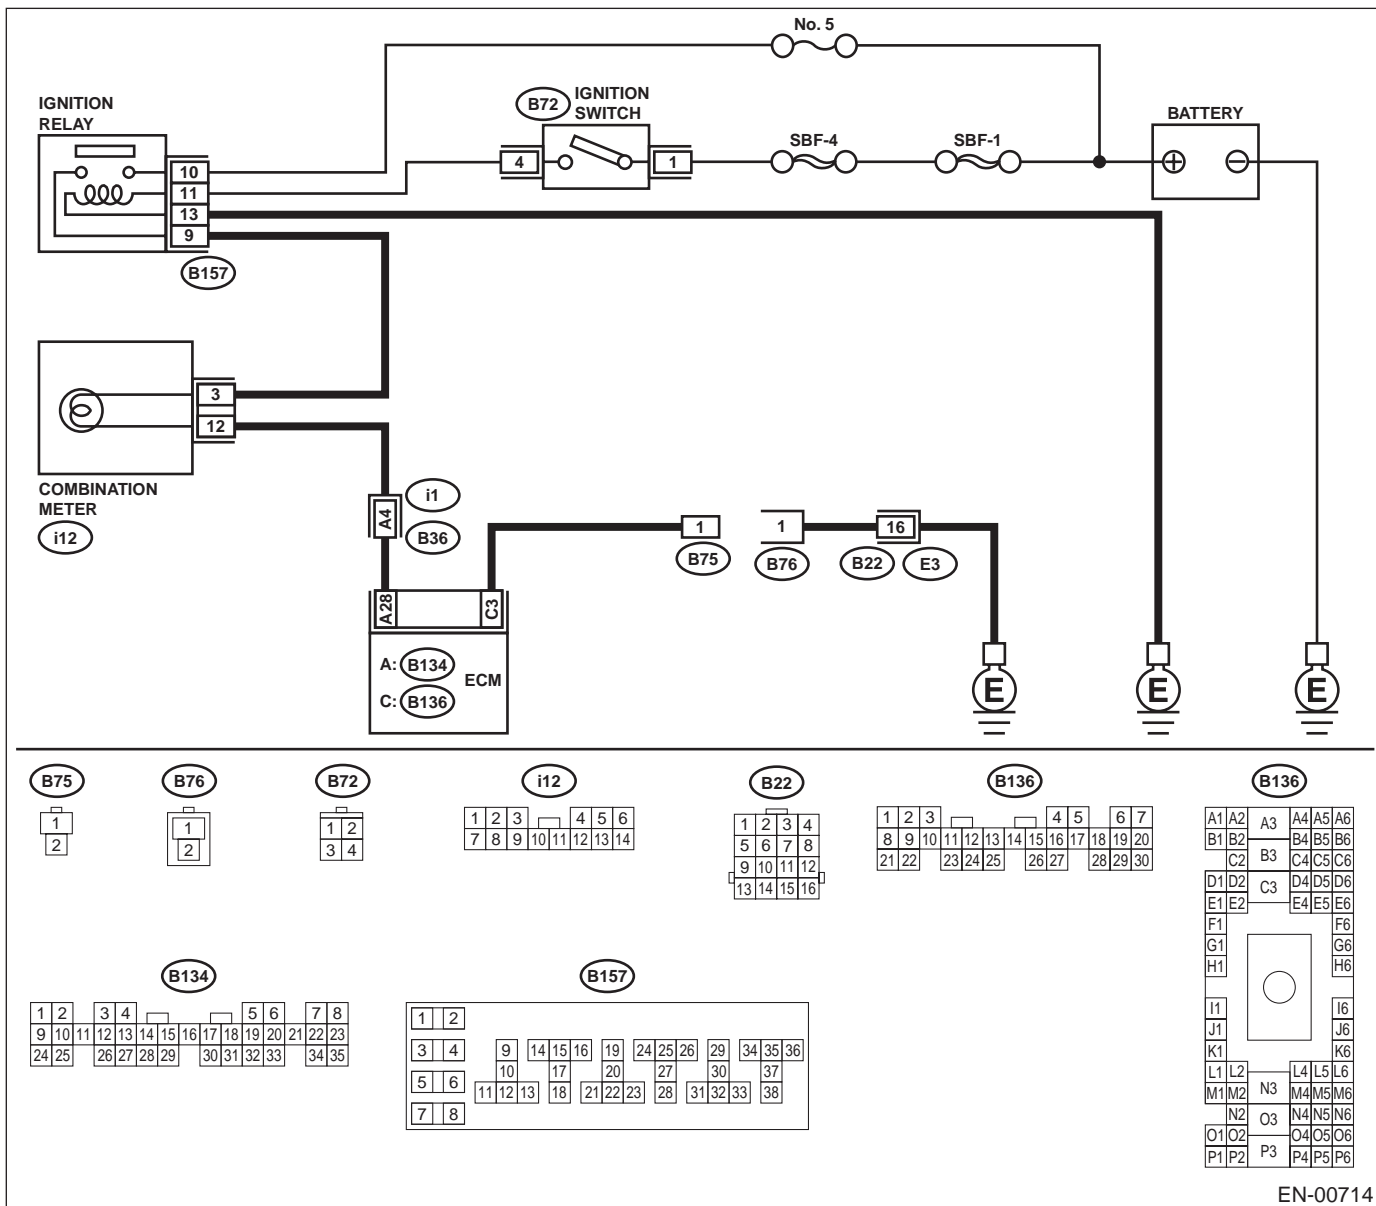 No. 5
IGNITION
RELAY
B72
IGNITION
SWITCH
BATTERY
SBF-4
SBF-1
4
1
10
11
13
9
B157
3
12
COMBINATION
METER
i12
i1
A4
B36
1
B75
1
B76
16
B22
E3
A28
C3
A: B134
C: B136
ECM
E
E
E
B75
B76
B72
i12
B22
B136
B136
1
2
1
2
1 2
3 4
1 2 3 4 5 6
7 8 9 10 11 12 13 14
1 2 3 4
5 6 7 8
9 10 11 12
13 14 15 16
1 2 3 4 5 6 7
8 9 10 11 12 13 14 15 16 17 18 19 20
21 22 23 24 25 26 27 28 29 30
A1 A2 A3 A4 A5 A6
B1 B2 B3 B4 B5 B6
C2 C4 C5 C6
D1 D2 C3 D4 D5 D6
E1 E2 E4 E5 E6
F1 F6
G1 G6
H1 H6
I1 I6
J1 J6
K1 K6
L1 L2 L4 L5 L6
M1 M2 N3 M4 M5 M6
N2 O3 N4 N5 N6
O1 O2 O4 O5 O6
P1 P2 P3 P4 P5 P6
B134
1 2 3 4 5 6 7 8
9 10 11 12 13 14 15 16 17 18 19 20 21 22 23
24 25 26 27 28 29 30 31 32 33 34 35
B157
1 2
3 4
5 6
7 8
9 14 15 16 19 24 25 26 29 34 35 36
10 17 20 27 30 37
11 12 13 18 21 22 23 28 31 32 33 38
EN-00714